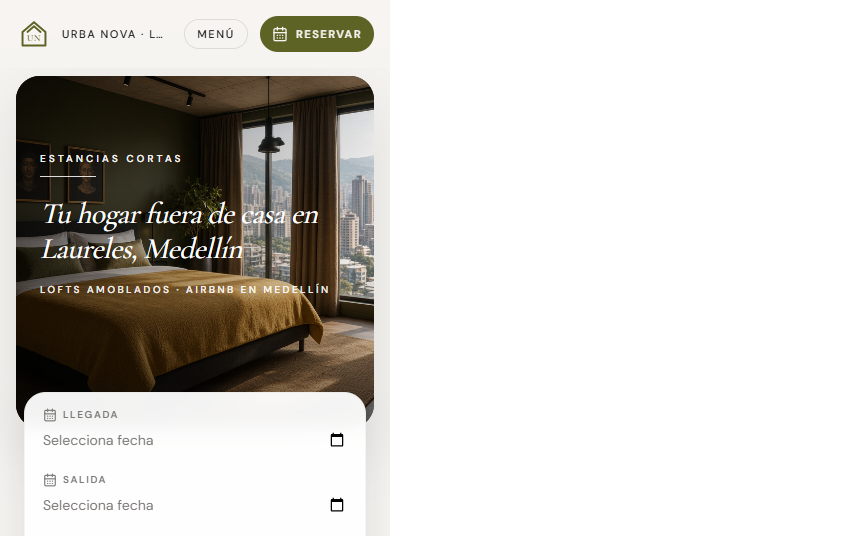 UN
URBA NOVA · L...
MENÚ
RESERVAR
ESTANCIAS CORTAS
Tu hogar fuera de casa en
Laureles, Medellín
LOFTS AMOBLADOS · AIRBNB EN MEDELLÍN
LLEGADA
Selecciona fecha
SALIDA
Selecciona fecha